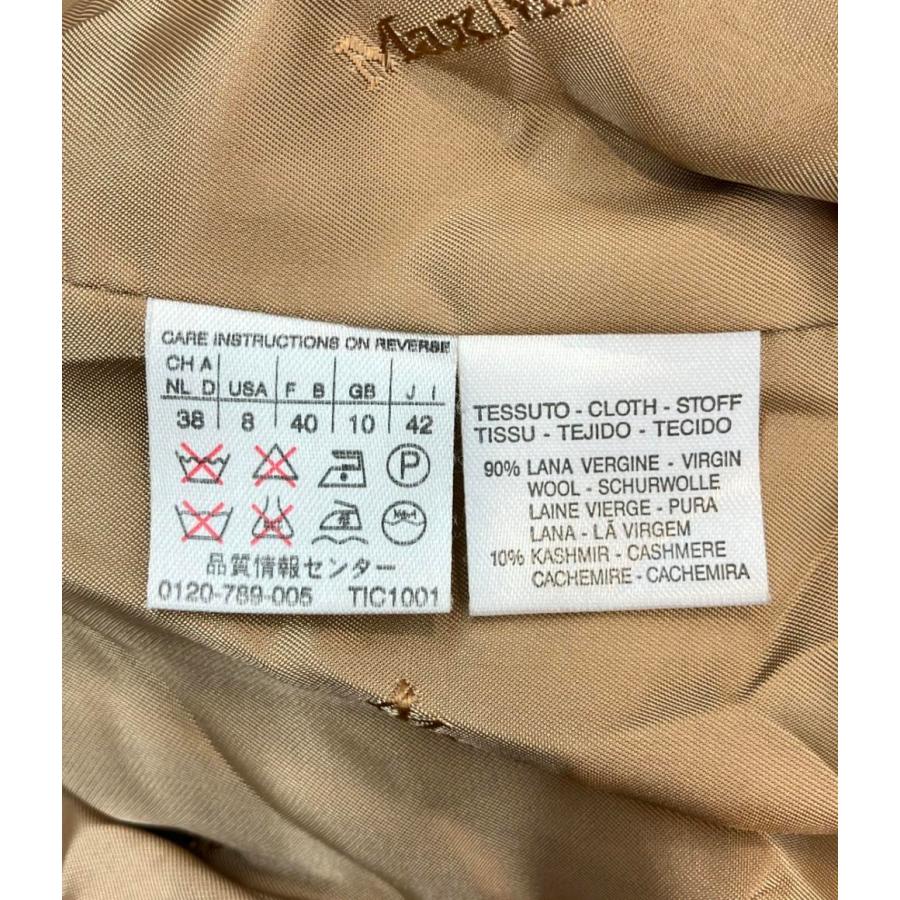 MaxM
CARE INSTRUCTIONS ON REVERSE
CH A
NL D USA F B GB J I
38 8 40 10 42
P
品質情報センター
0120-789-005 TIC1001
TESSUTO - CLOTH - STOFF
TISSU - TEJIDO - TECIDO
90% LANA VERGINE - VIRGIN
WOOL - SCHURWOLLE
LAINE VIERGE - PURA
LANA - LÃ VIRGEM
10% KASHMIR - CASHMERE
CACHEMIRE - CACHEMIRA